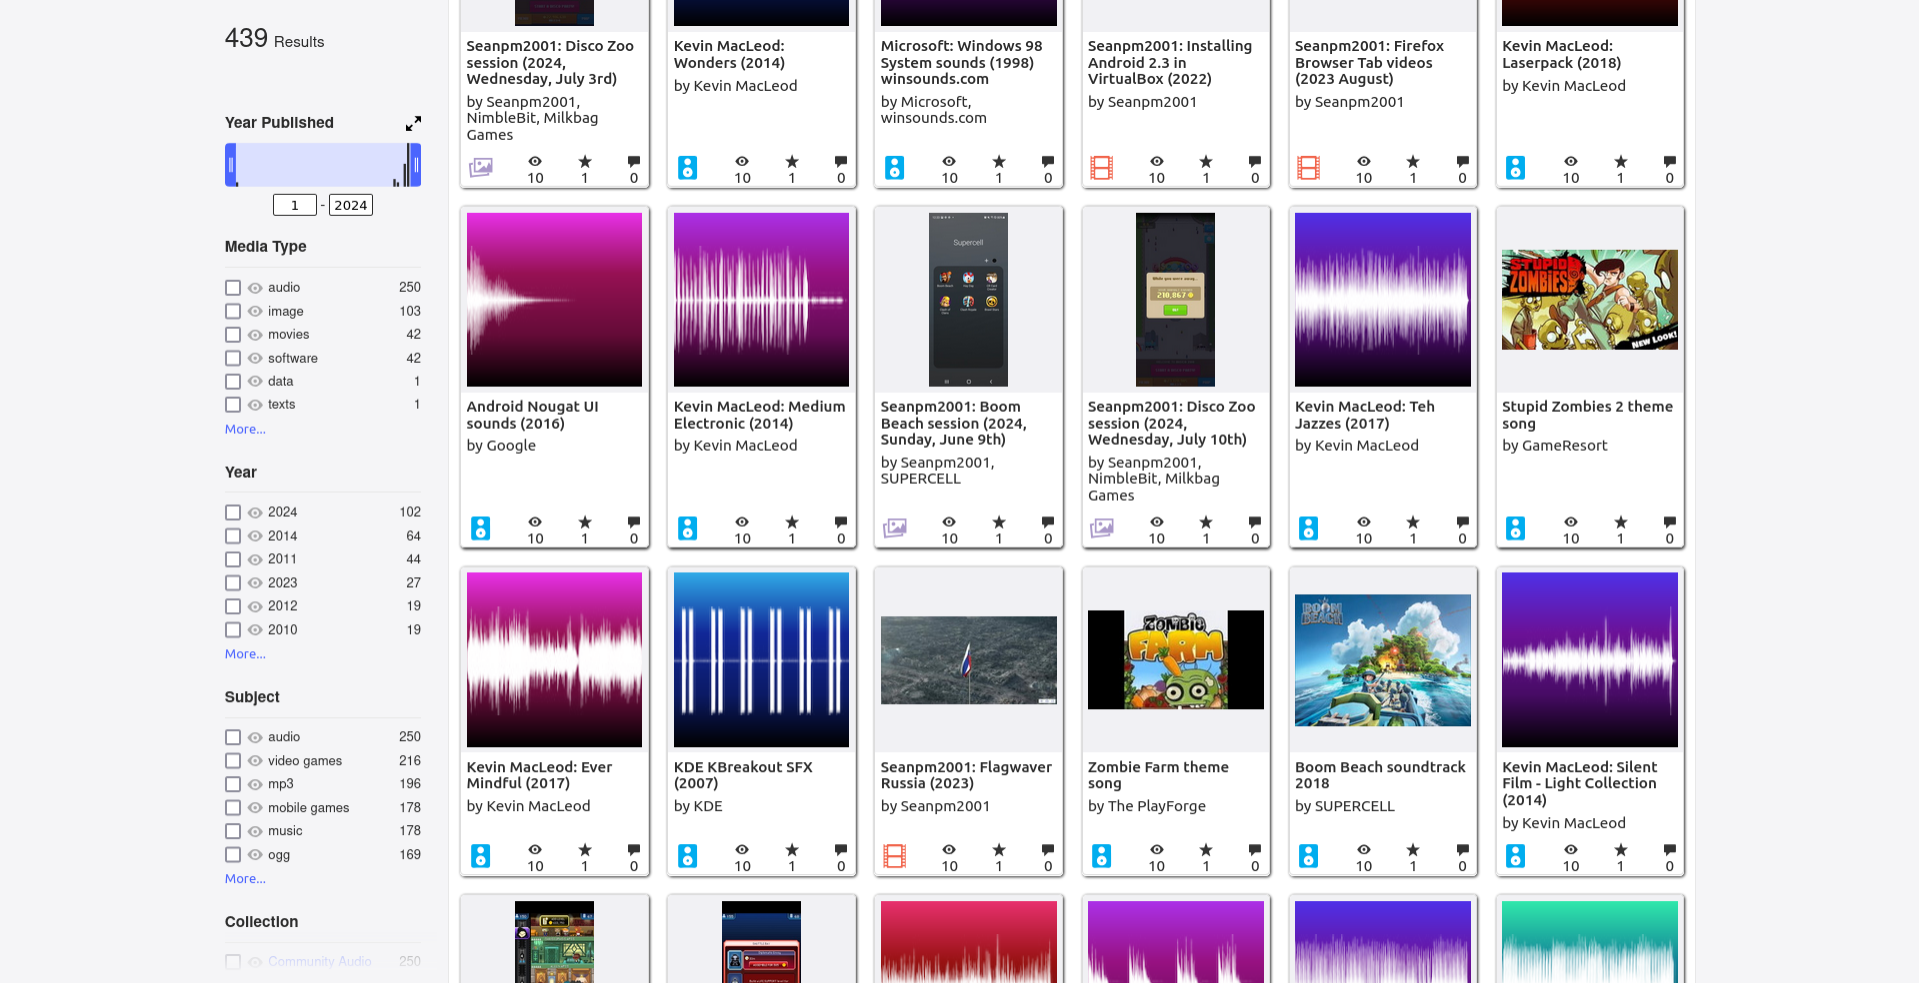 439 Results
Year Published
1 - 2024
Media Type
audio 250
image 103
movies 42
software 42
data 1
texts 1
More...
Year
2024 102
2014 64
2011 44
2023 27
2012 19
2010 19
More...
Subject
audio 250
video games 216
mp3 196
mobile games 178
music 178
ogg 169
More...
Collection
Community Audio 250
Seanpm2001: Disco Zoo
session (2024,
Wednesday, July 3rd)
by Seanpm2001,
NimbleBit, Milkbag
Games
10 1 0
Kevin MacLeod:
Wonders (2014)
by Kevin MacLeod
10 1 0
Microsoft: Windows 98
System sounds (1998)
winsounds.com
by Microsoft,
winsounds.com
10 1 0
Seanpm2001: Installing
Android 2.3 in
VirtualBox (2022)
by Seanpm2001
10 1 0
Seanpm2001: Firefox
Browser Tab videos
(2023 August)
by Seanpm2001
10 1 0
Kevin MacLeod:
Laserpack (2018)
by Kevin MacLeod
10 1 0
Android Nougat UI
sounds (2016)
by Google
10 1 0
Kevin MacLeod: Medium
Electronic (2014)
by Kevin MacLeod
10 1 0
Supercell
Seanpm2001: Boom
Beach session (2024,
Sunday, June 9th)
by Seanpm2001,
SUPERCELL
10 1 0
While you were away...
210,867
Seanpm2001: Disco Zoo
session (2024,
Wednesday, July 10th)
by Seanpm2001,
NimbleBit, Milkbag
Games
10 1 0
Kevin MacLeod: Teh
Jazzes (2017)
by Kevin MacLeod
10 1 0
STUPID
ZOMBIES
NEW LOOK!
Stupid Zombies 2 theme
song
by GameResort
10 1 0
Kevin MacLeod: Ever
Mindful (2017)
by Kevin MacLeod
10 1 0
KDE KBreakout SFX
(2007)
by KDE
10 1 0
Seanpm2001: Flagwaver
Russia (2023)
by Seanpm2001
10 1 0
ZOMBIE
FARM
Zombie Farm theme
song
by The PlayForge
10 1 0
BOOM
BEACH
Boom Beach soundtrack
2018
by SUPERCELL
10 1 0
Kevin MacLeod: Silent
Film - Light Collection
(2014)
by Kevin MacLeod
10 1 0